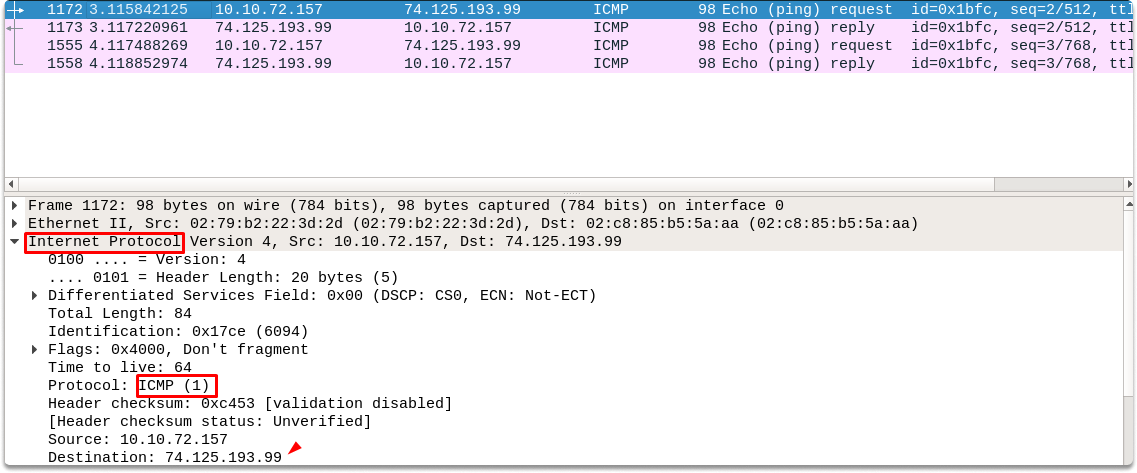 1172 3.115842125 10.10.72.157 74.125.193.99 ICMP 98 Echo (ping) request id=0x1bfc, seq=2/512, ttl
1173 3.117220961 74.125.193.99 10.10.72.157 ICMP 98 Echo (ping) reply id=0x1bfc, seq=2/512, ttl
1555 4.117488269 10.10.72.157 74.125.193.99 ICMP 98 Echo (ping) request id=0x1bfc, seq=3/768, ttl
1558 4.118852974 74.125.193.99 10.10.72.157 ICMP 98 Echo (ping) reply id=0x1bfc, seq=3/768, ttl
Frame 1172: 98 bytes on wire (784 bits), 98 bytes captured (784 bits) on interface 0
Ethernet II, Src: 02:79:b2:22:3d:2d (02:79:b2:22:3d:2d), Dst: 02:c8:85:b5:5a:aa (02:c8:85:b5:5a:aa)
Internet Protocol Version 4, Src: 10.10.72.157, Dst: 74.125.193.99
0100 .... = Version: 4
.... 0101 = Header Length: 20 bytes (5)
Differentiated Services Field: 0x00 (DSCP: CS0, ECN: Not-ECT)
Total Length: 84
Identification: 0x17ce (6094)
Flags: 0x4000, Don't fragment
Time to live: 64
Protocol: ICMP (1)
Header checksum: 0xc453 [validation disabled]
[Header checksum status: Unverified]
Source: 10.10.72.157
Destination: 74.125.193.99